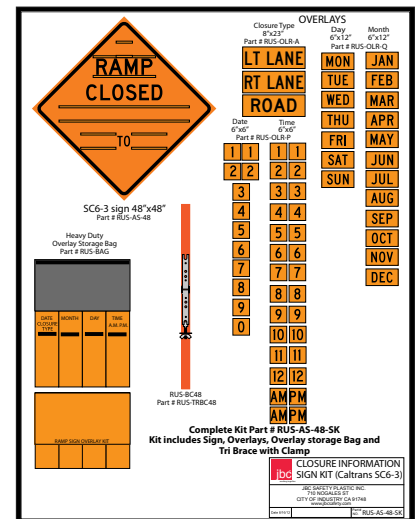 OVERLAYS
Closure Type
8"x23"
Part # RUS-OLR-A
Day
6"x12"
Month
6"x12"
Part # RUS-OLR-Q
RAMP
CLOSED
TO
LT LANE
RT LANE
ROAD
MON
TUE
WED
THU
FRI
SAT
SUN
JAN
FEB
MAR
APR
MAY
JUN
JUL
AUG
SEP
OCT
NOV
DEC
Date
6"x6"
Time
6"x6"
Part # RUS-OLR-P
1 1
2 2
3
4
5
6
7
8
9
0
1 1
2 2
3 3
4 4
5 5
6 6
7 7
8 8
9 9
10 10
11 11
12 12
AM AM
PM PM
SC6-3 sign 48"x48"
Part # RUS-AS-48
Heavy Duty
Overlay Storage Bag
Part # RUS-BAG
DATE
CLOSURE
TYPE
MONTH
DAY
TIME
A.M. P.M.
RAMP SIGN OVERLAY KIT
RUS-BC48
Part # RUS-TRBC48
Complete Kit Part # RUS-AS-48-SK
Kit includes Sign, Overlays, Overlay storage Bag and
Tri Brace with Clamp
jbc
CLOSURE INFORMATION
SIGN KIT (Caltrans SC6-3)
JBC SAFETY PLASTIC INC.
710 NOGALES ST
CITY OF INDUSTRY CA 91748
www.jbcsafety.com
RUS-AS-48-SK